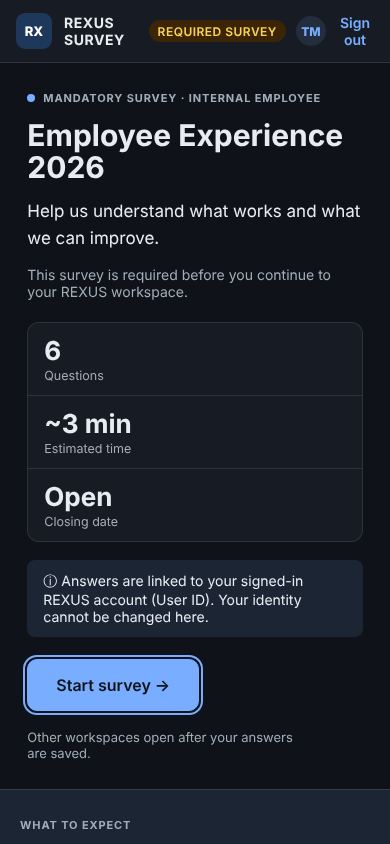 RX
REXUS
SURVEY
REQUIRED SURVEY
TM
Sign
out
MANDATORY SURVEY · INTERNAL EMPLOYEE
Employee Experience
2026
Help us understand what works and what
we can improve.
This survey is required before you continue to
your REXUS workspace.
6
Questions
~3 min
Estimated time
Open
Closing date
ⓘ Answers are linked to your signed-in
REXUS account (User ID). Your identity
cannot be changed here.
Start survey →
Other workspaces open after your answers
are saved.
WHAT TO EXPECT